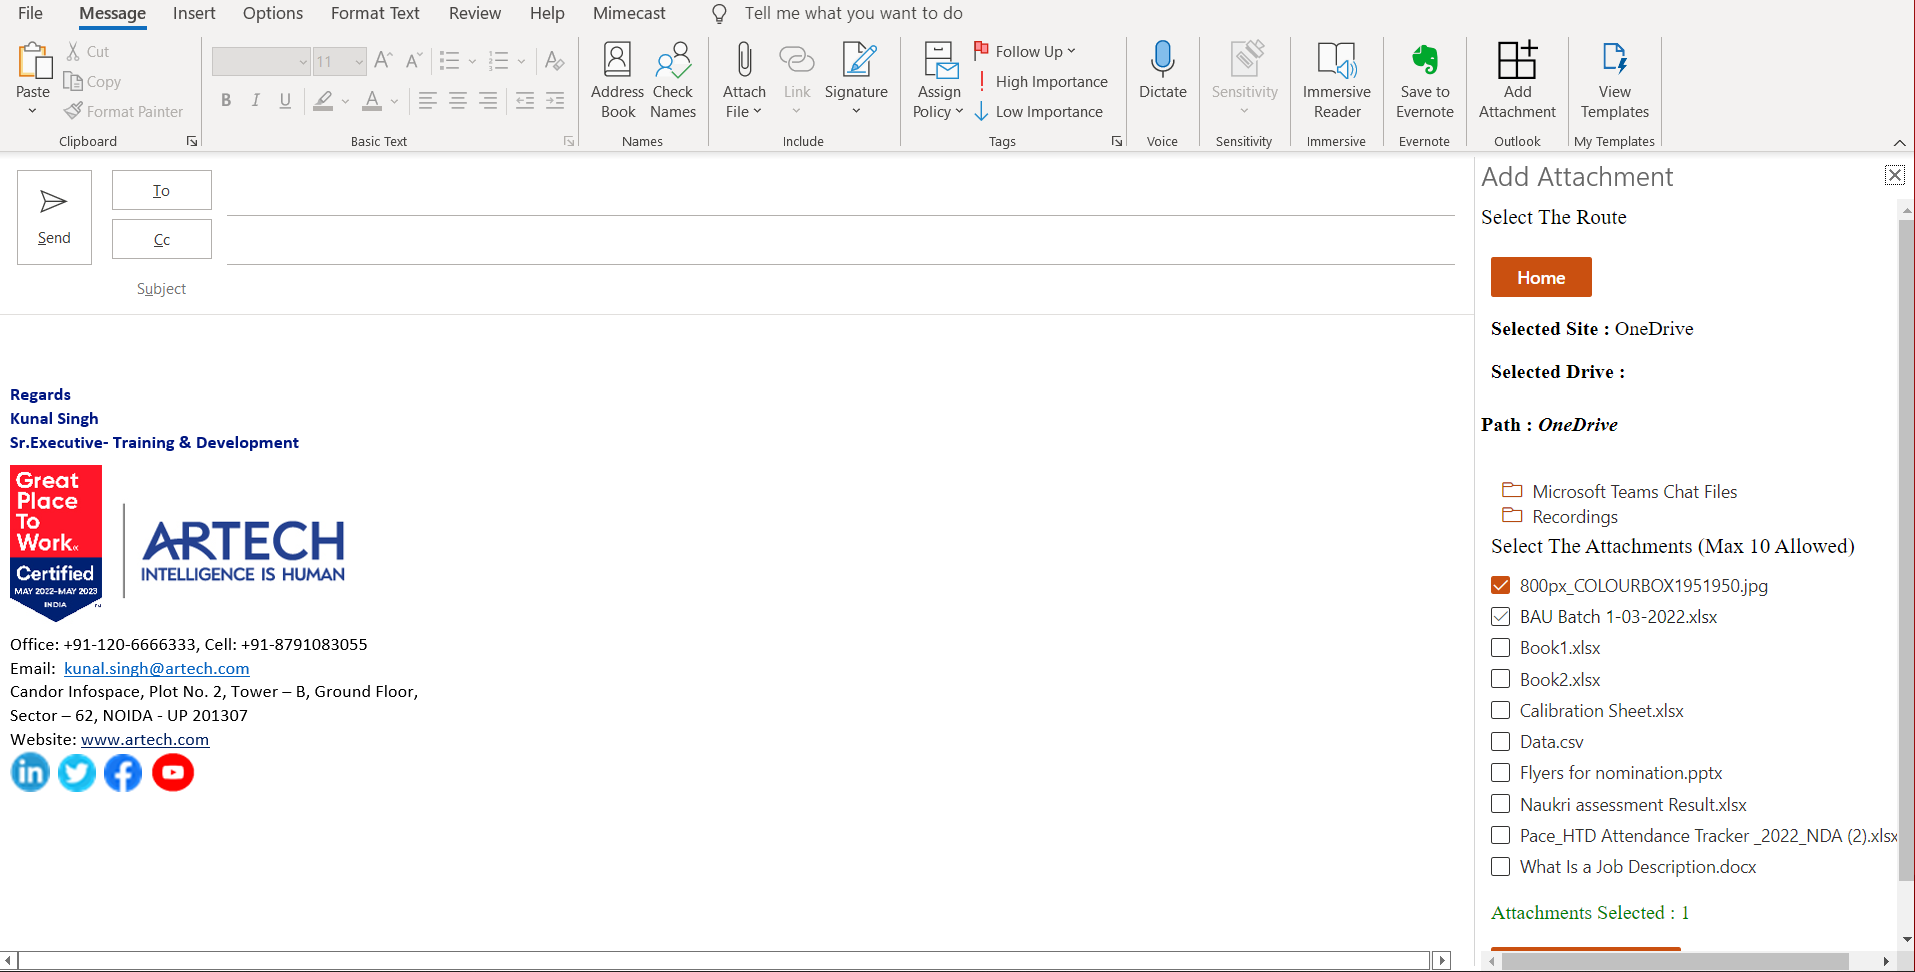 File Message Insert Options Format Text Review Help Mimecast Tell me what you want to do
Paste
Cut
Copy
Format Painter
Clipboard
11
B I U
A
Basic Text
Address Book
Check Names
Names
Attach File
Link
Signature
Include
Assign Policy
Follow Up
High Importance
Low Importance
Tags
Dictate
Voice
Sensitivity
Sensitivity
Immersive Reader
Immersive
Save to Evernote
Evernote
Add Attachment
Outlook
View Templates
My Templates
Send
To
Cc
Subject
Regards
Kunal Singh
Sr.Executive- Training & Development
Great
Place
To
Work.
Certified
MAY 2022-MAY 2023
INDIA
ARTECH
INTELLIGENCE IS HUMAN
Office: +91-120-6666333, Cell: +91-8791083055
Email: kunal.singh@artech.com
Candor Infospace, Plot No. 2, Tower – B, Ground Floor,
Sector – 62, NOIDA - UP 201307
Website: www.artech.com
in
Add Attachment
Select The Route
Home
Selected Site : OneDrive
Selected Drive :
Path : OneDrive
Microsoft Teams Chat Files
Recordings
Select The Attachments (Max 10 Allowed)
800px_COLOURBOX1951950.jpg
BAU Batch 1-03-2022.xlsx
Book1.xlsx
Book2.xlsx
Calibration Sheet.xlsx
Data.csv
Flyers for nomination.pptx
Naukri assessment Result.xlsx
Pace_HTD Attendance Tracker _2022_NDA (2).xlsx
What Is a Job Description.docx
Attachments Selected : 1